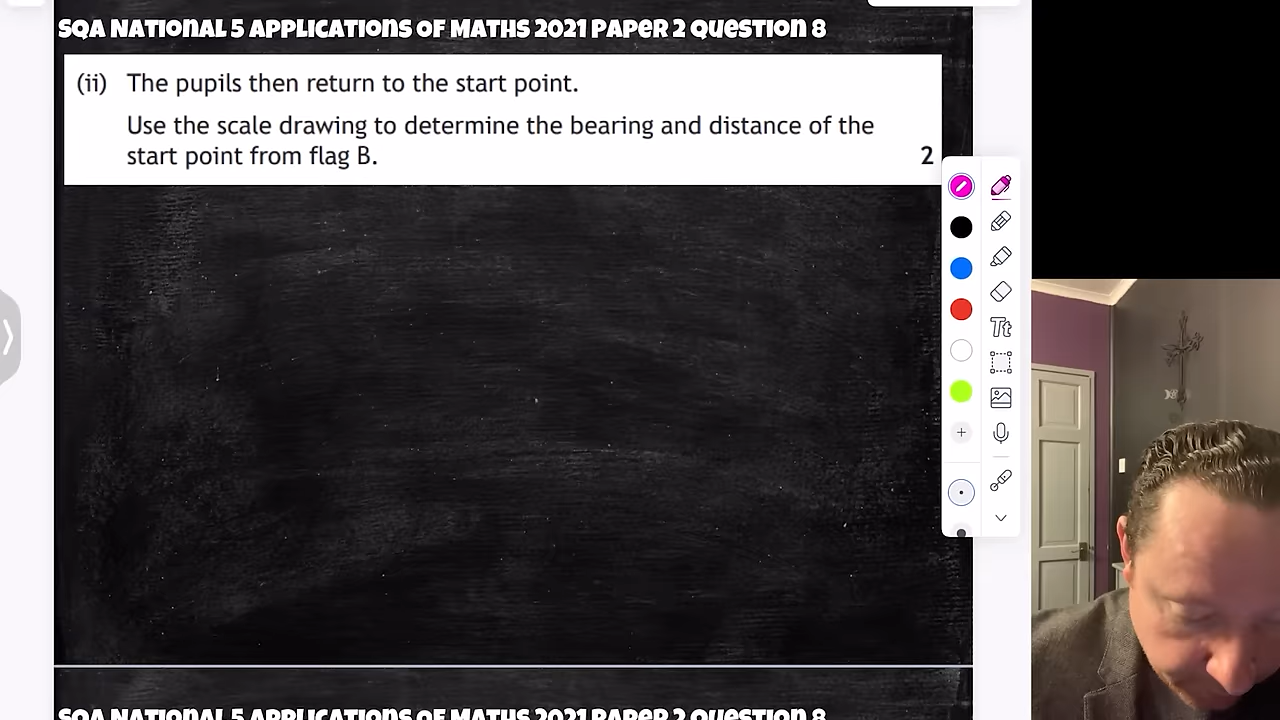 SQA National 5 Applications of Maths 2021 Paper 2 Question 8
(ii) The pupils then return to the start point.
Use the scale drawing to determine the bearing and distance of the
start point from flag B.
2
Tt
SQA National 5 Applications of Maths 2021 Paper 2 Question 8